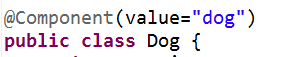 @Component(value="dog")
public class Dog {